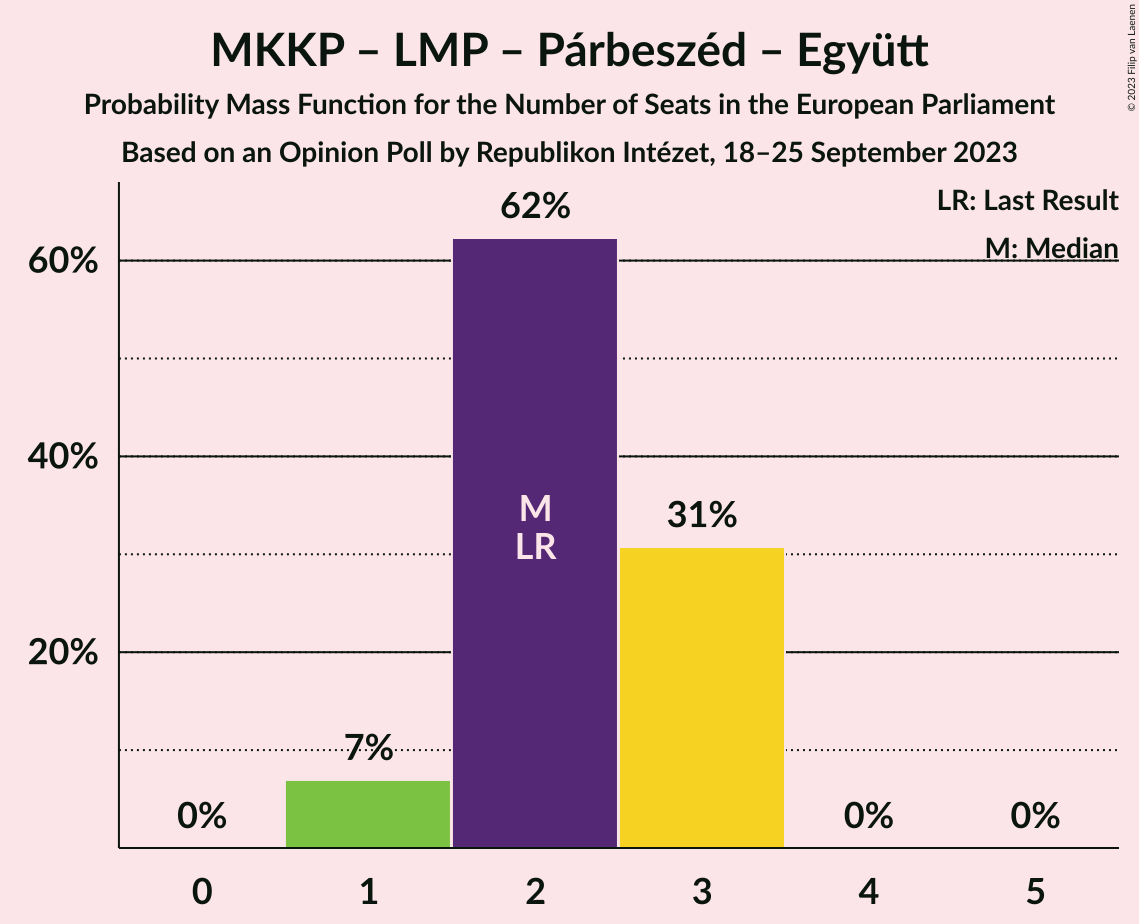 MKKP – LMP – Párbeszéd – Együtt
Probability Mass Function for the Number of Seats in the European Parliament
Based on an Opinion Poll by Republikon Intézet, 18–25 September 2023
© 2023 Filip van Laenen
LR: Last Result
M: Median
62%
60%
40%
M
LR
31%
20%
7%
0%
0%
0%
0
1
2
3
4
5